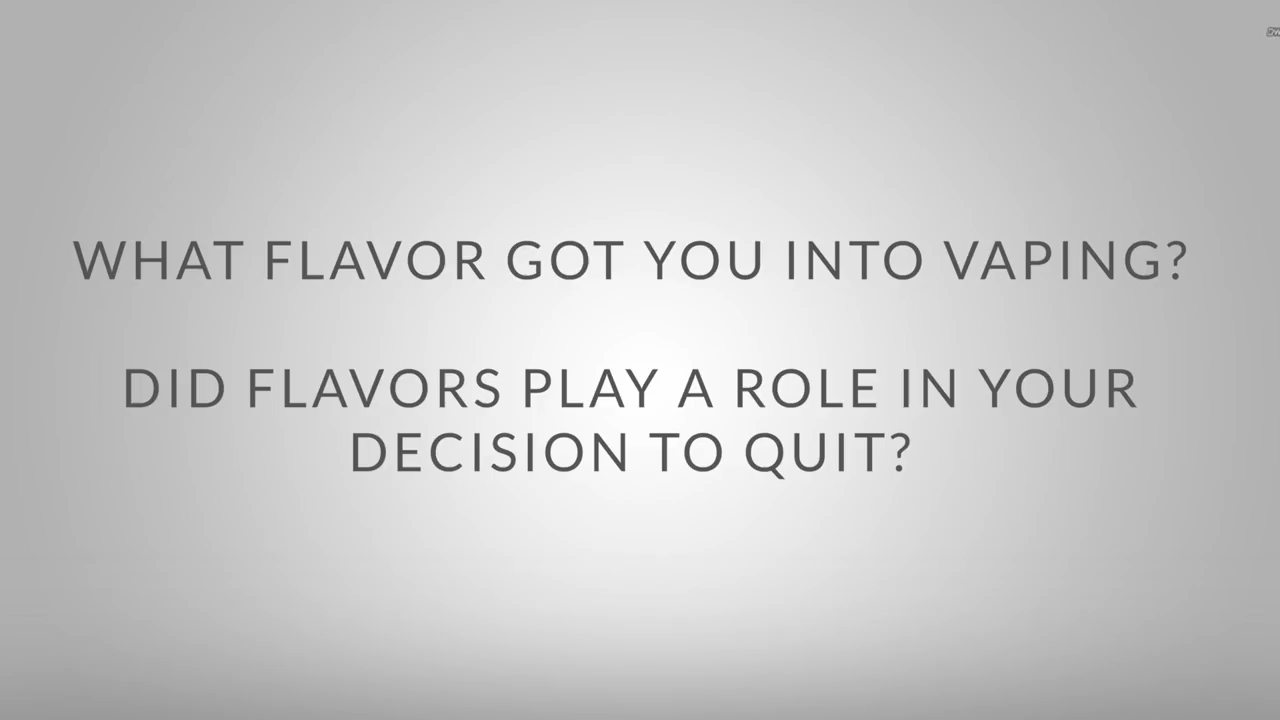 WHAT FLAVOR GOT YOU INTO VAPING?
DID FLAVORS PLAY A ROLE IN YOUR
DECISION TO QUIT?